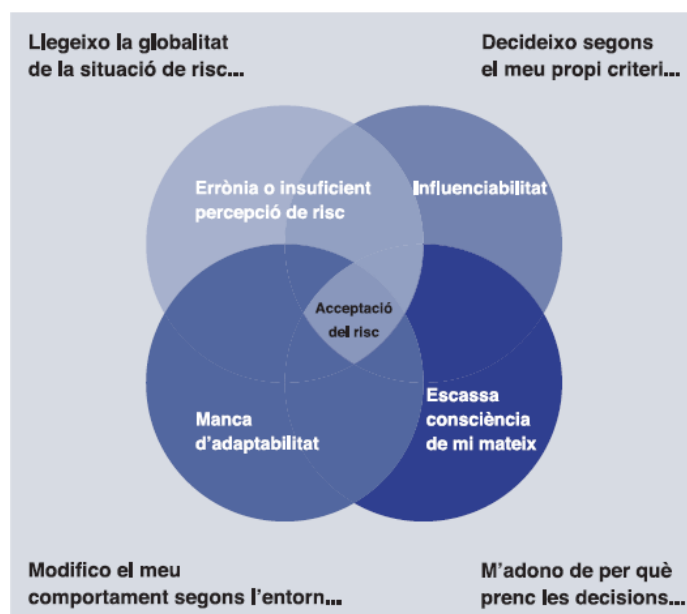 Llegeixo la globalitat
de la situació de risc...
Decideixo segons
el meu propi criteri...
Errònia o insuficient
percepció de risc
Influenciabilitat
Acceptació
del risc
Manca
d’adaptabilitat
Escassa
consciència
de mi mateix
Modifico el meu
comportament segons l’entorn...
M’adono de per què
prenc les decisions...